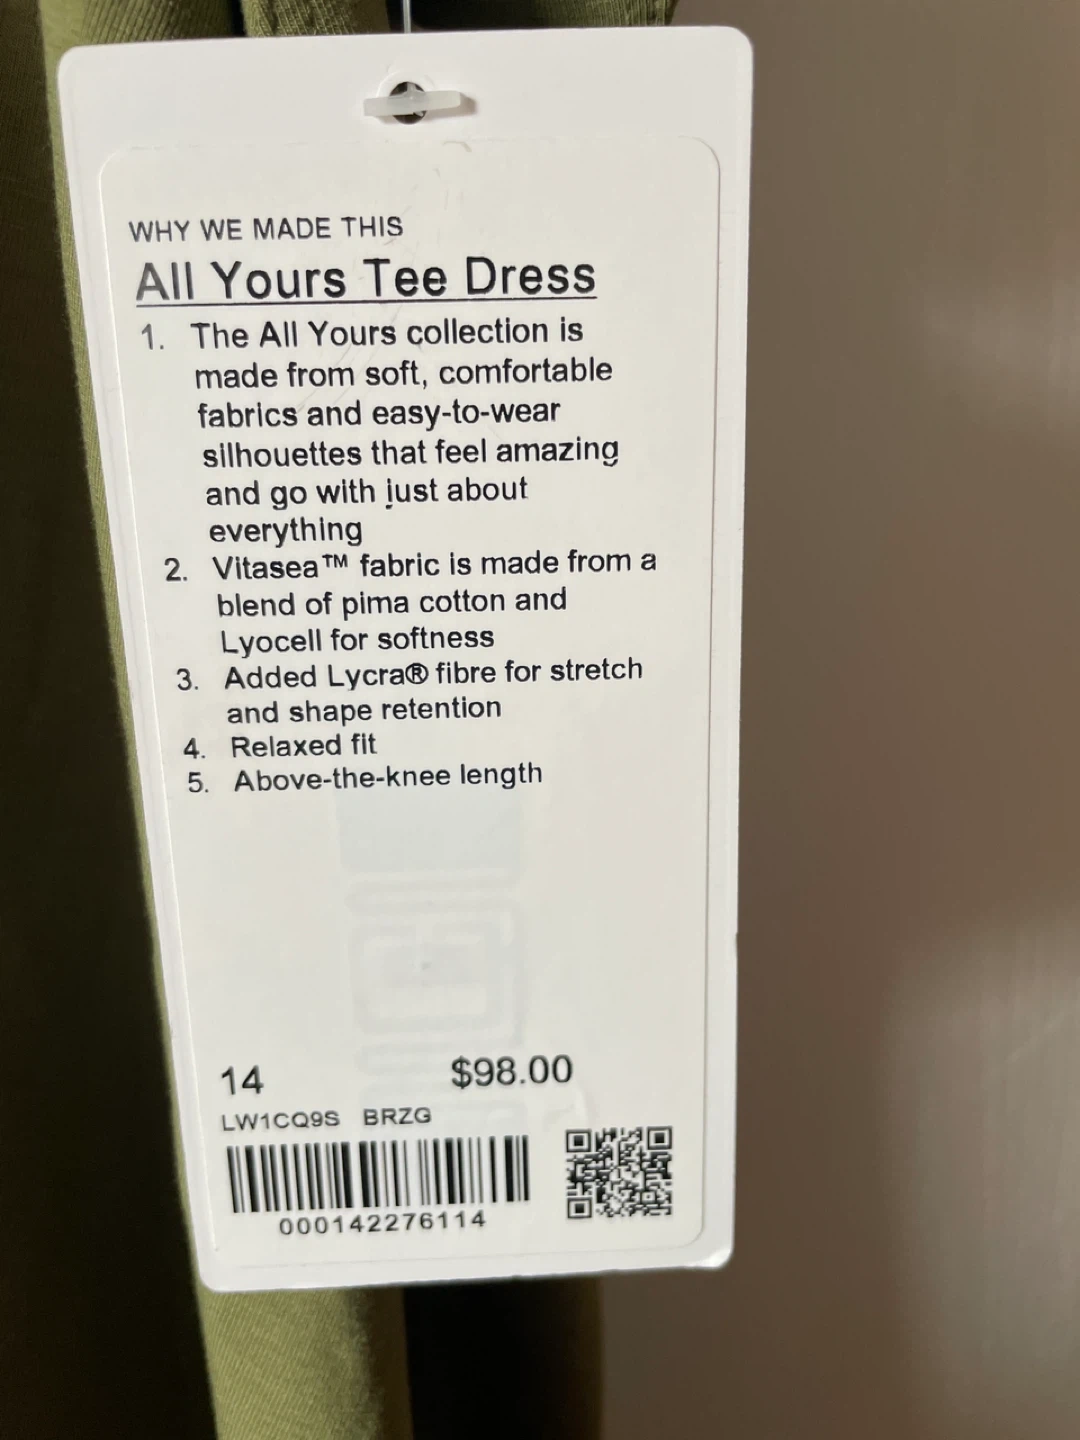 WHY WE MADE THIS
All Yours Tee Dress
1. The All Yours collection is
made from soft, comfortable
fabrics and easy-to-wear
silhouettes that feel amazing
and go with just about
everything
2. Vitasea™ fabric is made from a
blend of pima cotton and
Lyocell for softness
3. Added Lycra® fibre for stretch
and shape retention
4. Relaxed fit
5. Above-the-knee length
14 $98.00
LW1CQ9S BRZG
000142276114